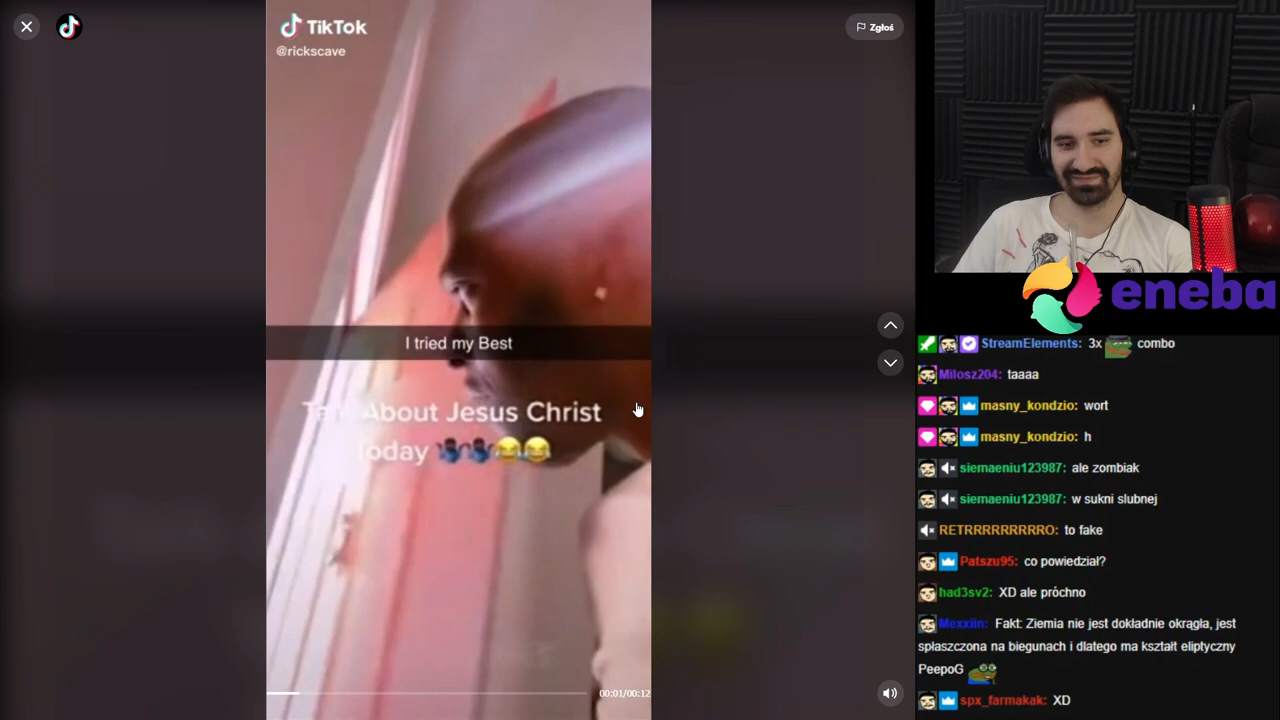 TikTok
@rickscave
Zgłoś
I tried my Best
About Jesus Christ
00:01/00:12
eneba
StreamElements: 3x combo
Milosz204: taaaa
masny_kondzio: wort
masny_kondzio: h
siemaeniu123987: ale zombiak
siemaeniu123987: w sukni slubnej
RETRRRRRRRRRO: to fake
Patszu95: co powiedział?
had3sv2: XD ale próchno
Mexxiin: Fakt: Ziemia nie jest dokładnie okrągła, jest
spłaszczona na biegunach i dlatego ma kształt eliptyczny
PeepoG
spx_farmakak: XD